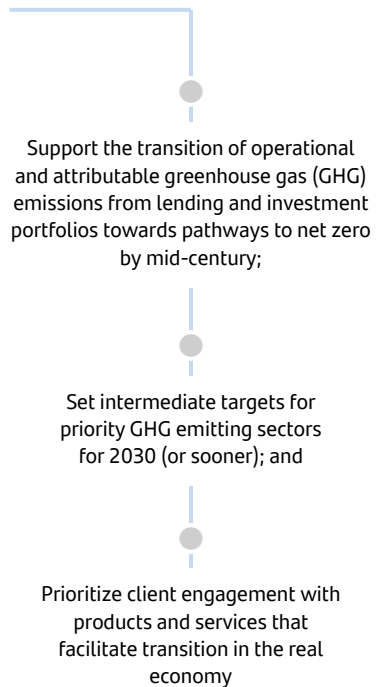 Support the transition of operational
and attributable greenhouse gas (GHG)
emissions from lending and investment
portfolios towards pathways to net zero
by mid-century;
Set intermediate targets for
priority GHG emitting sectors
for 2030 (or sooner); and
Prioritize client engagement with
products and services that
facilitate transition in the real
economy